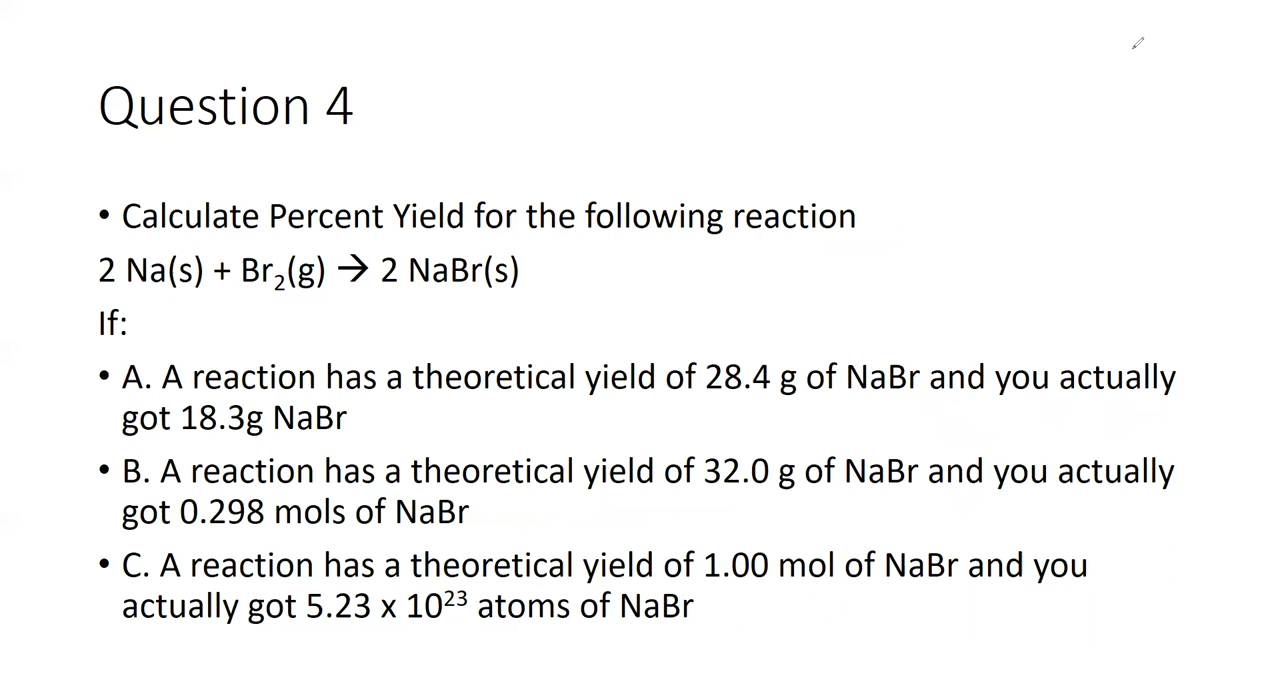 Question 4
• Calculate Percent Yield for the following reaction
2 Na(s) + Br₂(g) → 2 NaBr(s)
If:
• A. A reaction has a theoretical yield of 28.4 g of NaBr and you actually
got 18.3g NaBr
• B. A reaction has a theoretical yield of 32.0 g of NaBr and you actually
got 0.298 mols of NaBr
• C. A reaction has a theoretical yield of 1.00 mol of NaBr and you
actually got 5.23 x 10²³ atoms of NaBr